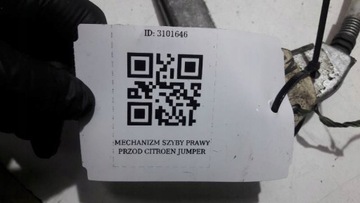 ID: 3101646
MECHANIZM SZYBY PRAWY
PRZOD CITROEN JUMPER